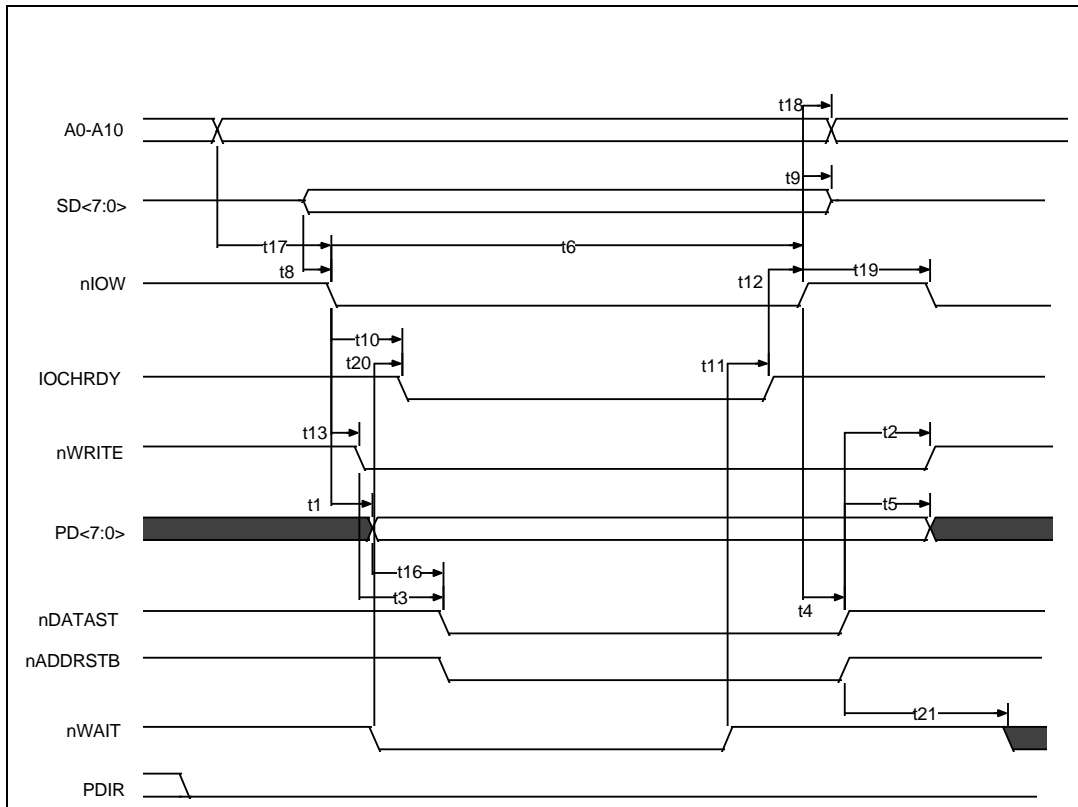 t18
A0-A10
t9
SD<7:0>
t17
t6
t8
t12
t19
nIOW
t10
t20
t11
IOCHRDY
t13
t2
nWRITE
t1
t5
PD<7:0>
t16
t3
t4
nDATAST
nADDRSTB
t21
nWAIT
PDIR